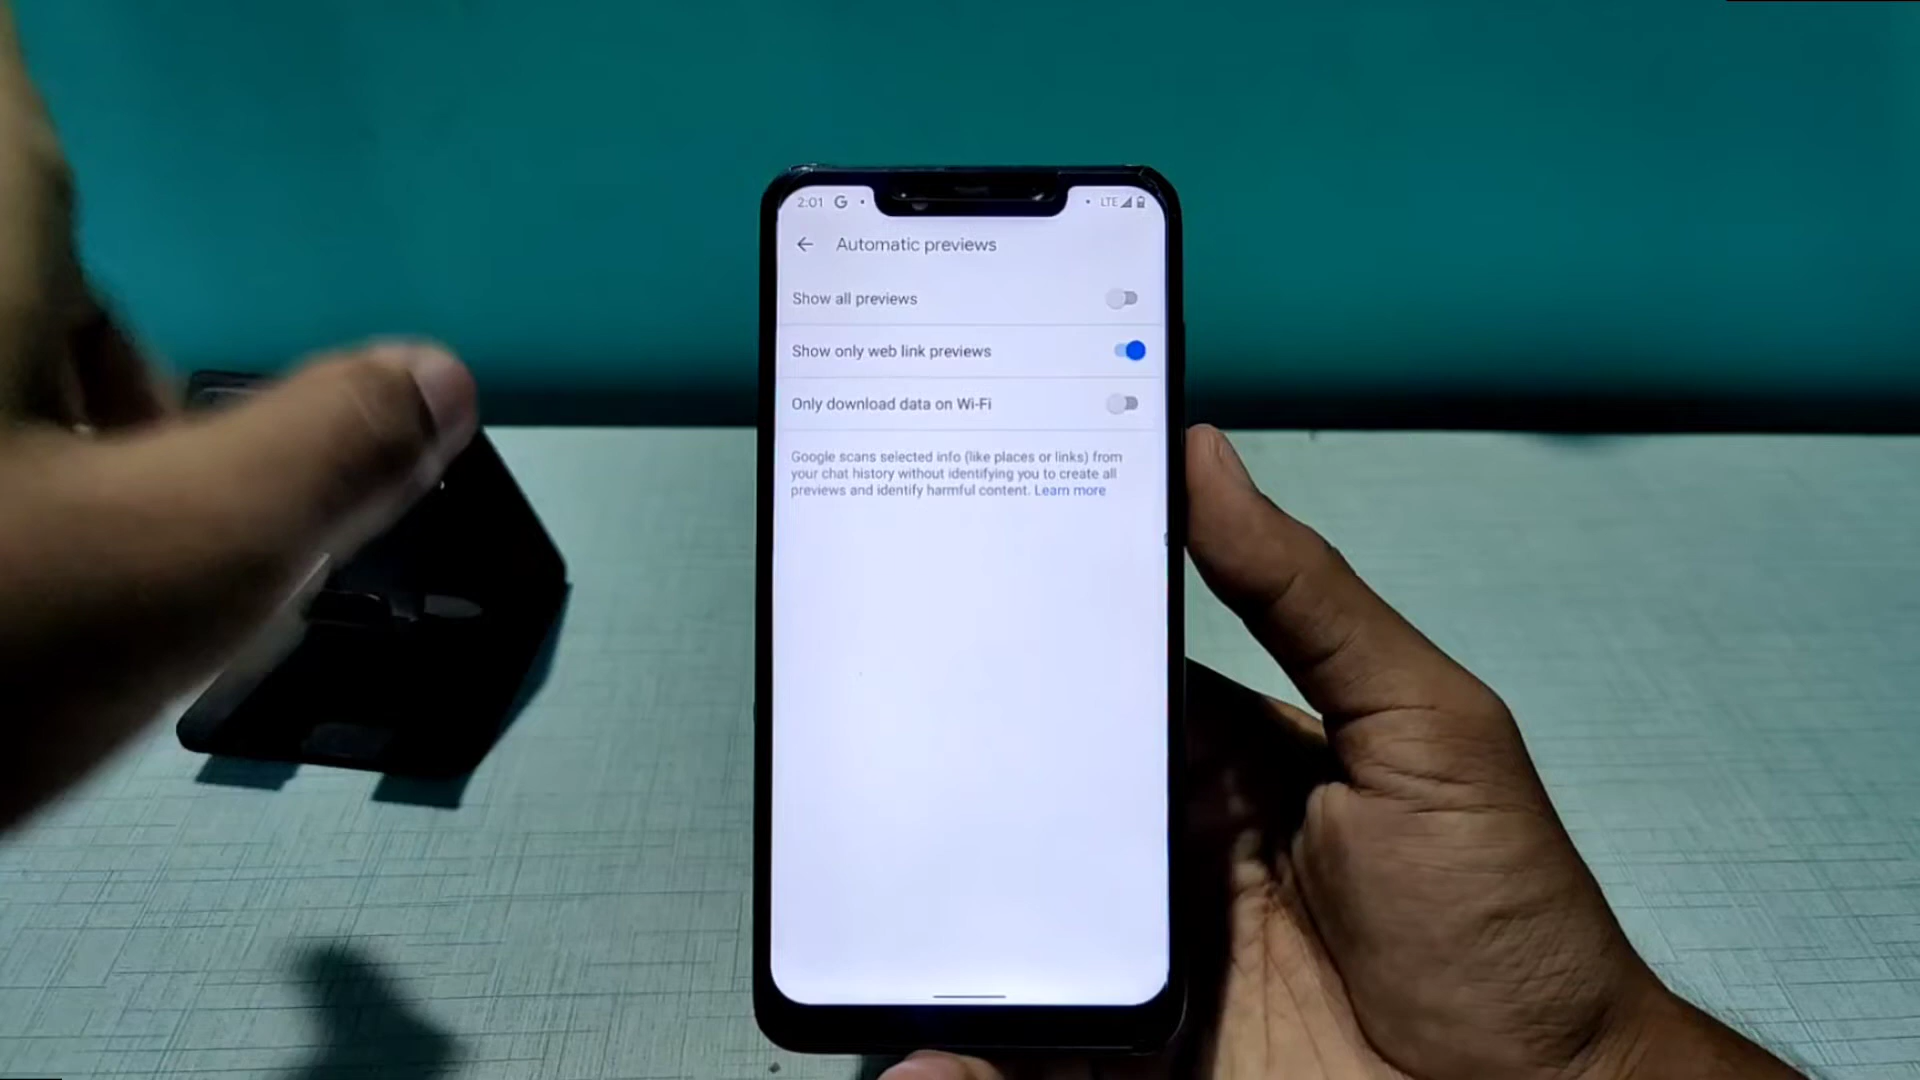 2:01 G LTE
Automatic previews
Show all previews
Show only web link previews
Only download data on Wi-Fi
Google scans selected info (like places or links) from
your chat history without identifying you to create all
previews and identify harmful content. Learn more